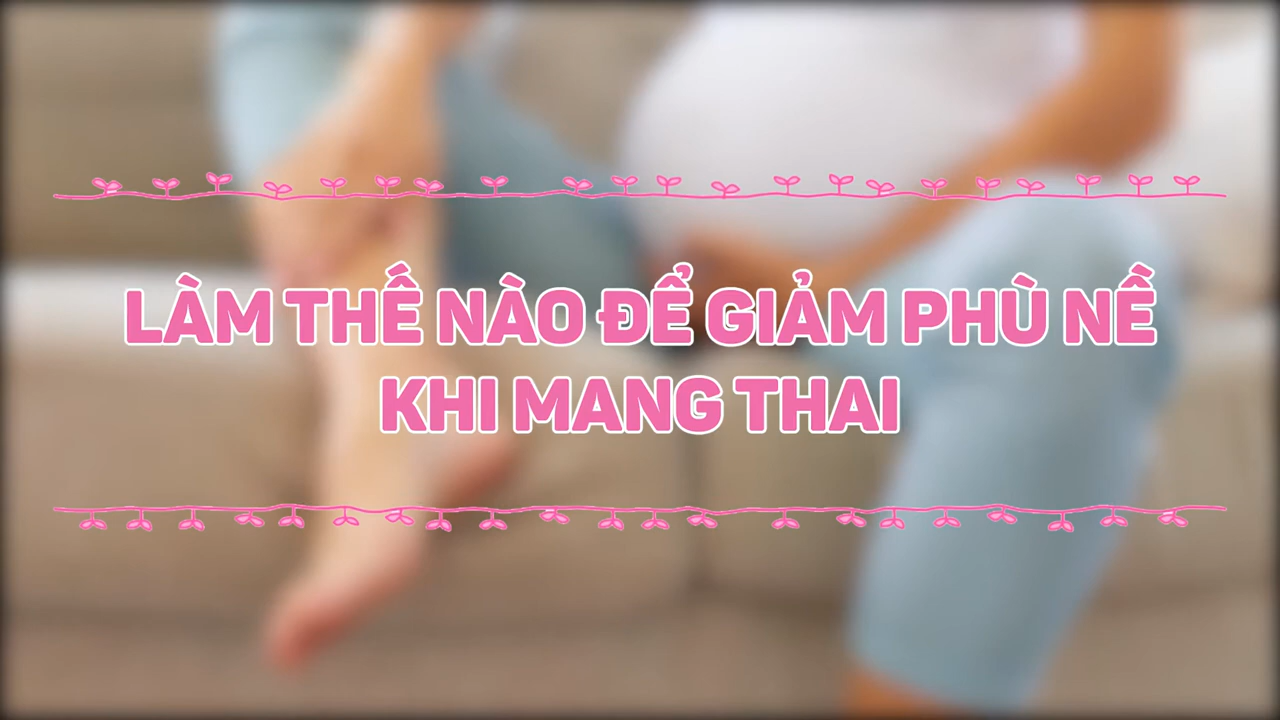 LÀM THẾ NÀO ĐỂ GIẢM PHÙ NỀ
KHI MANG THAI